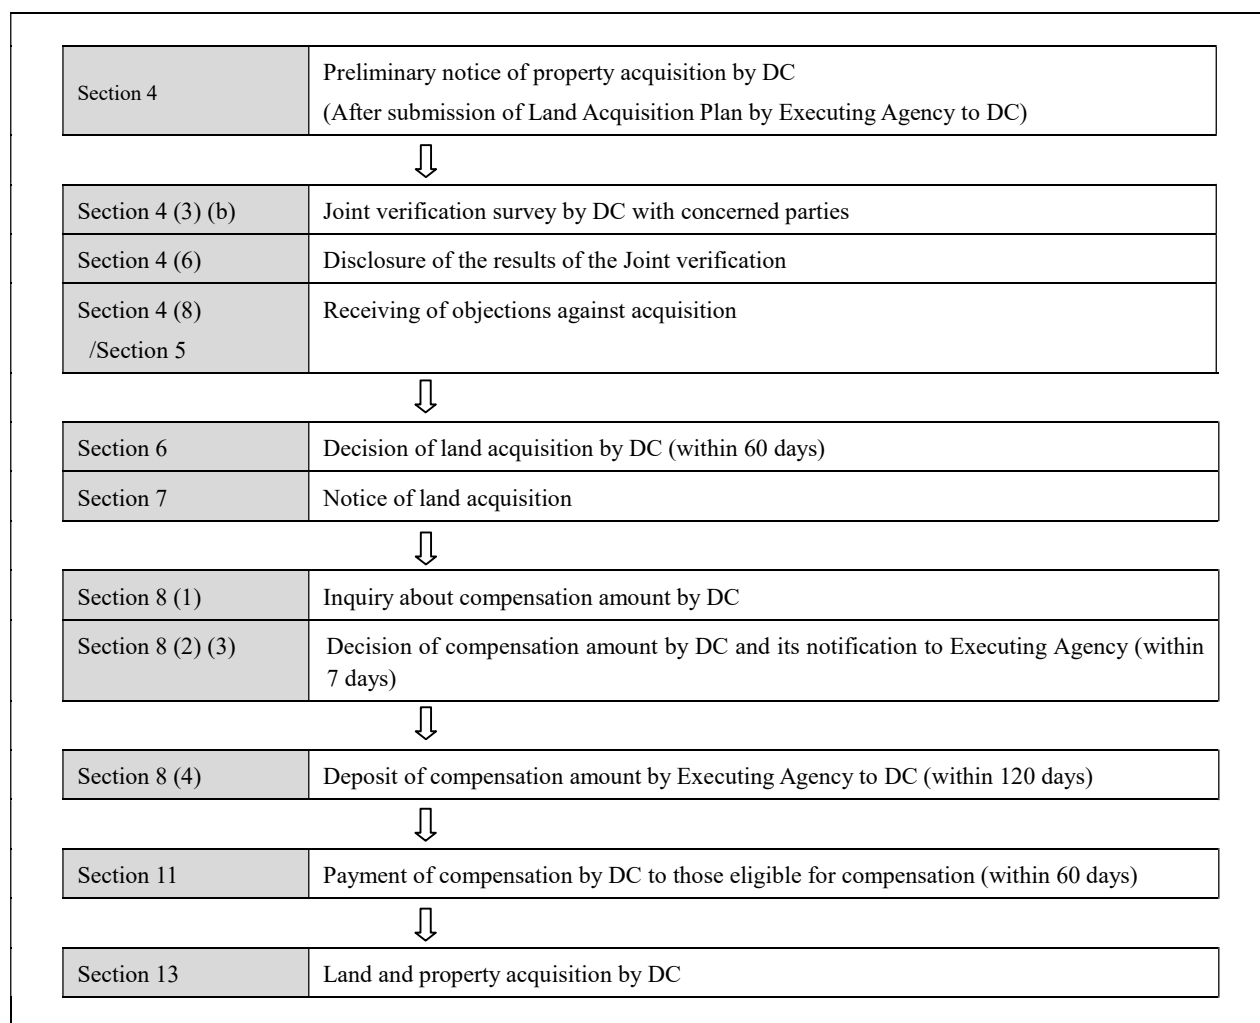 Section 4
Preliminary notice of property acquisition by DC
(After submission of Land Acquisition Plan by Executing Agency to DC)
Section 4 (3) (b)
Joint verification survey by DC with concerned parties
Section 4 (6)
Disclosure of the results of the Joint verification
Section 4 (8)
/Section 5
Receiving of objections against acquisition
Section 6
Decision of land acquisition by DC (within 60 days)
Section 7
Notice of land acquisition
Section 8 (1)
Inquiry about compensation amount by DC
Section 8 (2) (3)
Decision of compensation amount by DC and its notification to Executing Agency (within
7 days)
Section 8 (4)
Deposit of compensation amount by Executing Agency to DC (within 120 days)
Section 11
Payment of compensation by DC to those eligible for compensation (within 60 days)
Section 13
Land and property acquisition by DC